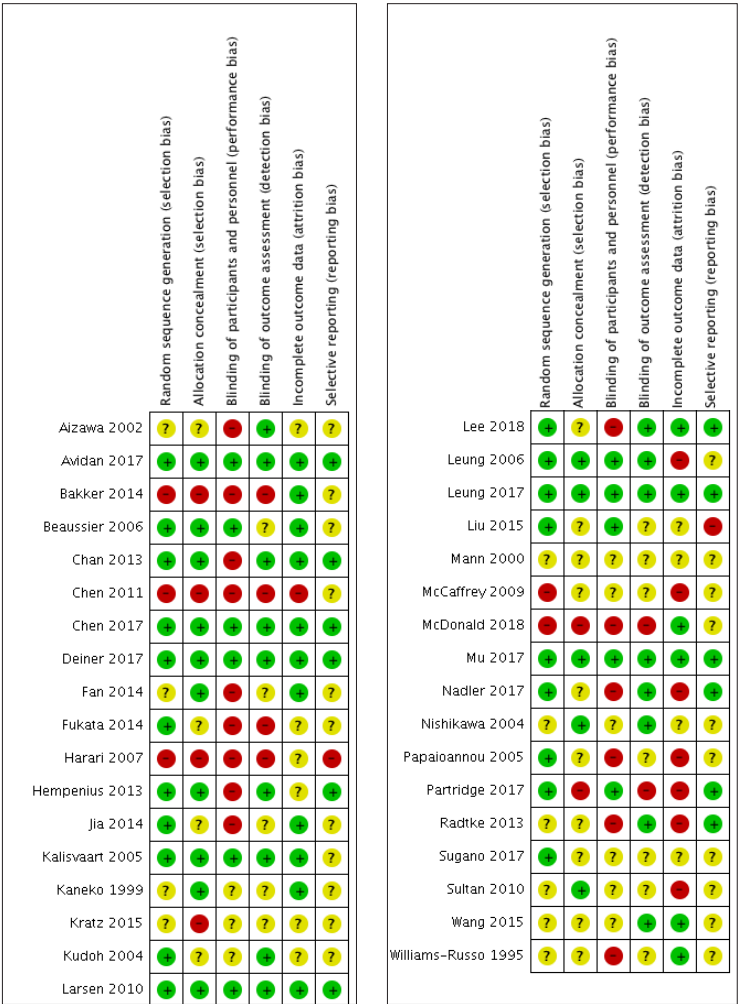 Random sequence generation (selection bias)
Allocation concealment (selection bias)
Blinding of participants and personnel (performance bias)
Blinding of outcome assessment (detection bias)
Incomplete outcome data (attrition bias)
Selective reporting (reporting bias)
Aizawa 2002 ? ? - + ? ?
Avidan 2017 + + + + + +
Bakker 2014 - - - - + ?
Beaussier 2006 + + + ? + ?
Chan 2013 + + - + + +
Chen 2011 - - - - - ?
Chen 2017 + + + + + +
Deiner 2017 + + + + + +
Fan 2014 ? + - ? + ?
Fukata 2014 + ? - - ? ?
Harari 2007 - - - - ? -
Hempenius 2013 + + - + ? +
Jia 2014 + ? - ? + ?
Kalisvaart 2005 + + + + + ?
Kaneko 1999 ? + ? ? + ?
Kratz 2015 ? - ? ? ? ?
Kudoh 2004 + ? ? + ? ?
Larsen 2010 + + + + + +
Random sequence generation (selection bias)
Allocation concealment (selection bias)
Blinding of participants and personnel (performance bias)
Blinding of outcome assessment (detection bias)
Incomplete outcome data (attrition bias)
Selective reporting (reporting bias)
Lee 2018 + ? - + + +
Leung 2006 + + + + - ?
Leung 2017 + + + + + +
Liu 2015 + ? + ? ? -
Mann 2000 ? ? ? ? ? ?
McCaffrey 2009 - ? ? ? - ?
McDonald 2018 - - - - + ?
Mu 2017 + + + + + +
Nadler 2017 + ? - + - +
Nishikawa 2004 ? + ? + ? ?
Papaioannou 2005 + ? - ? - ?
Partridge 2017 + - + - - +
Radtke 2013 ? ? - + - +
Sugano 2017 + ? ? ? ? ?
Sultan 2010 ? + ? ? - ?
Wang 2015 ? ? ? + + ?
Williams-Russo 1995 ? ? - ? + ?